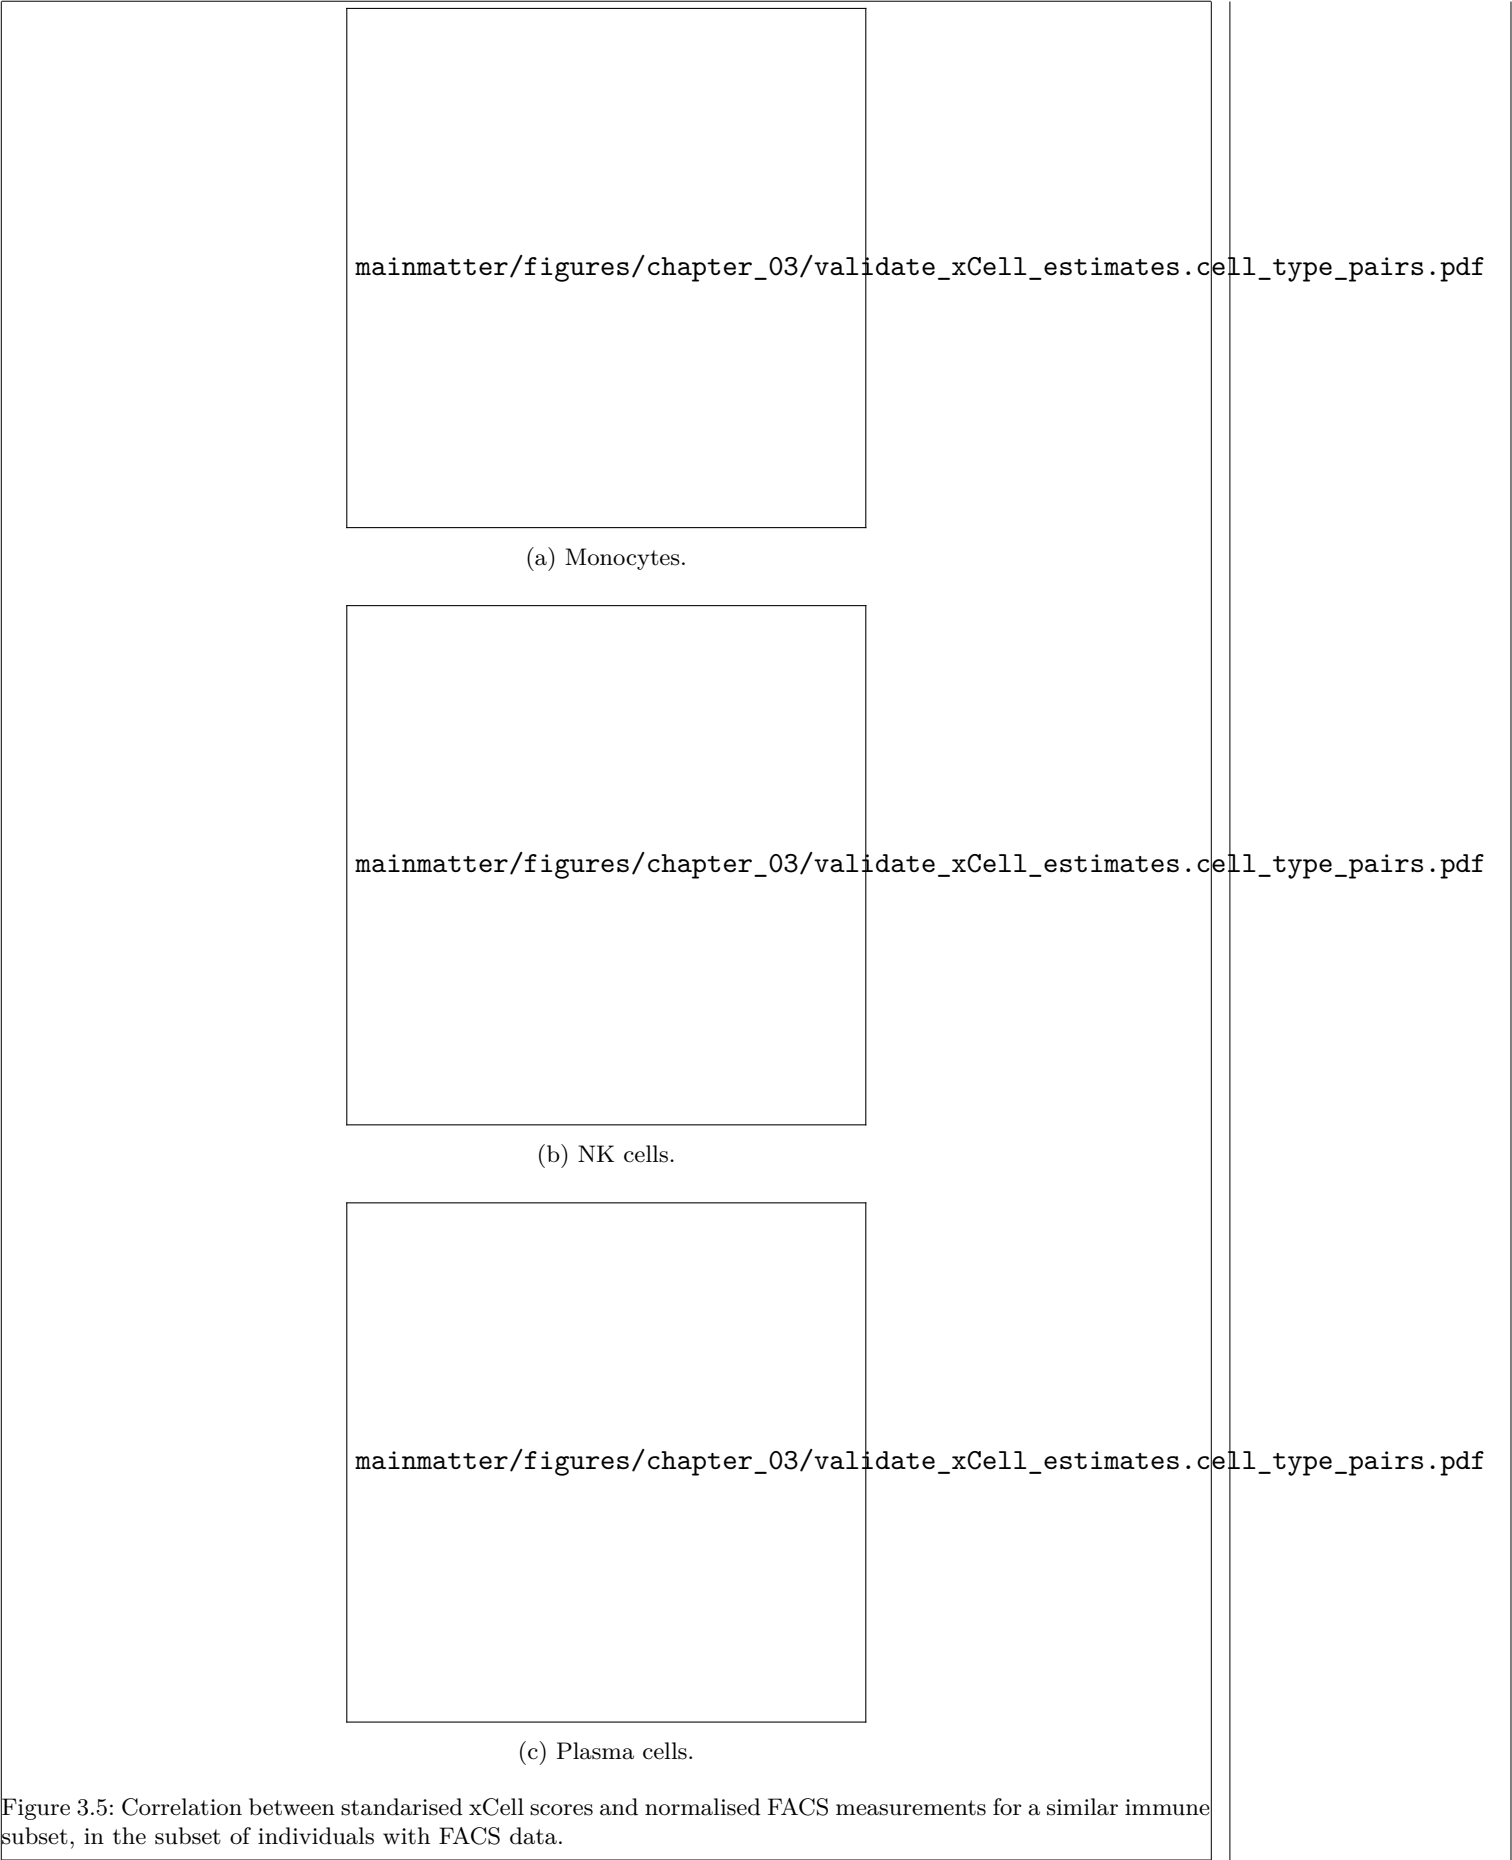 mainmatter/figures/chapter_03/validate_xCell_estimates.cell_type_pairs.pdf
(a) Monocytes.
mainmatter/figures/chapter_03/validate_xCell_estimates.cell_type_pairs.pdf
(b) NK cells.
mainmatter/figures/chapter_03/validate_xCell_estimates.cell_type_pairs.pdf
(c) Plasma cells.
Figure 3.5: Correlation between standarised xCell scores and normalised FACS measurements for a similar immune
subset, in the subset of individuals with FACS data.